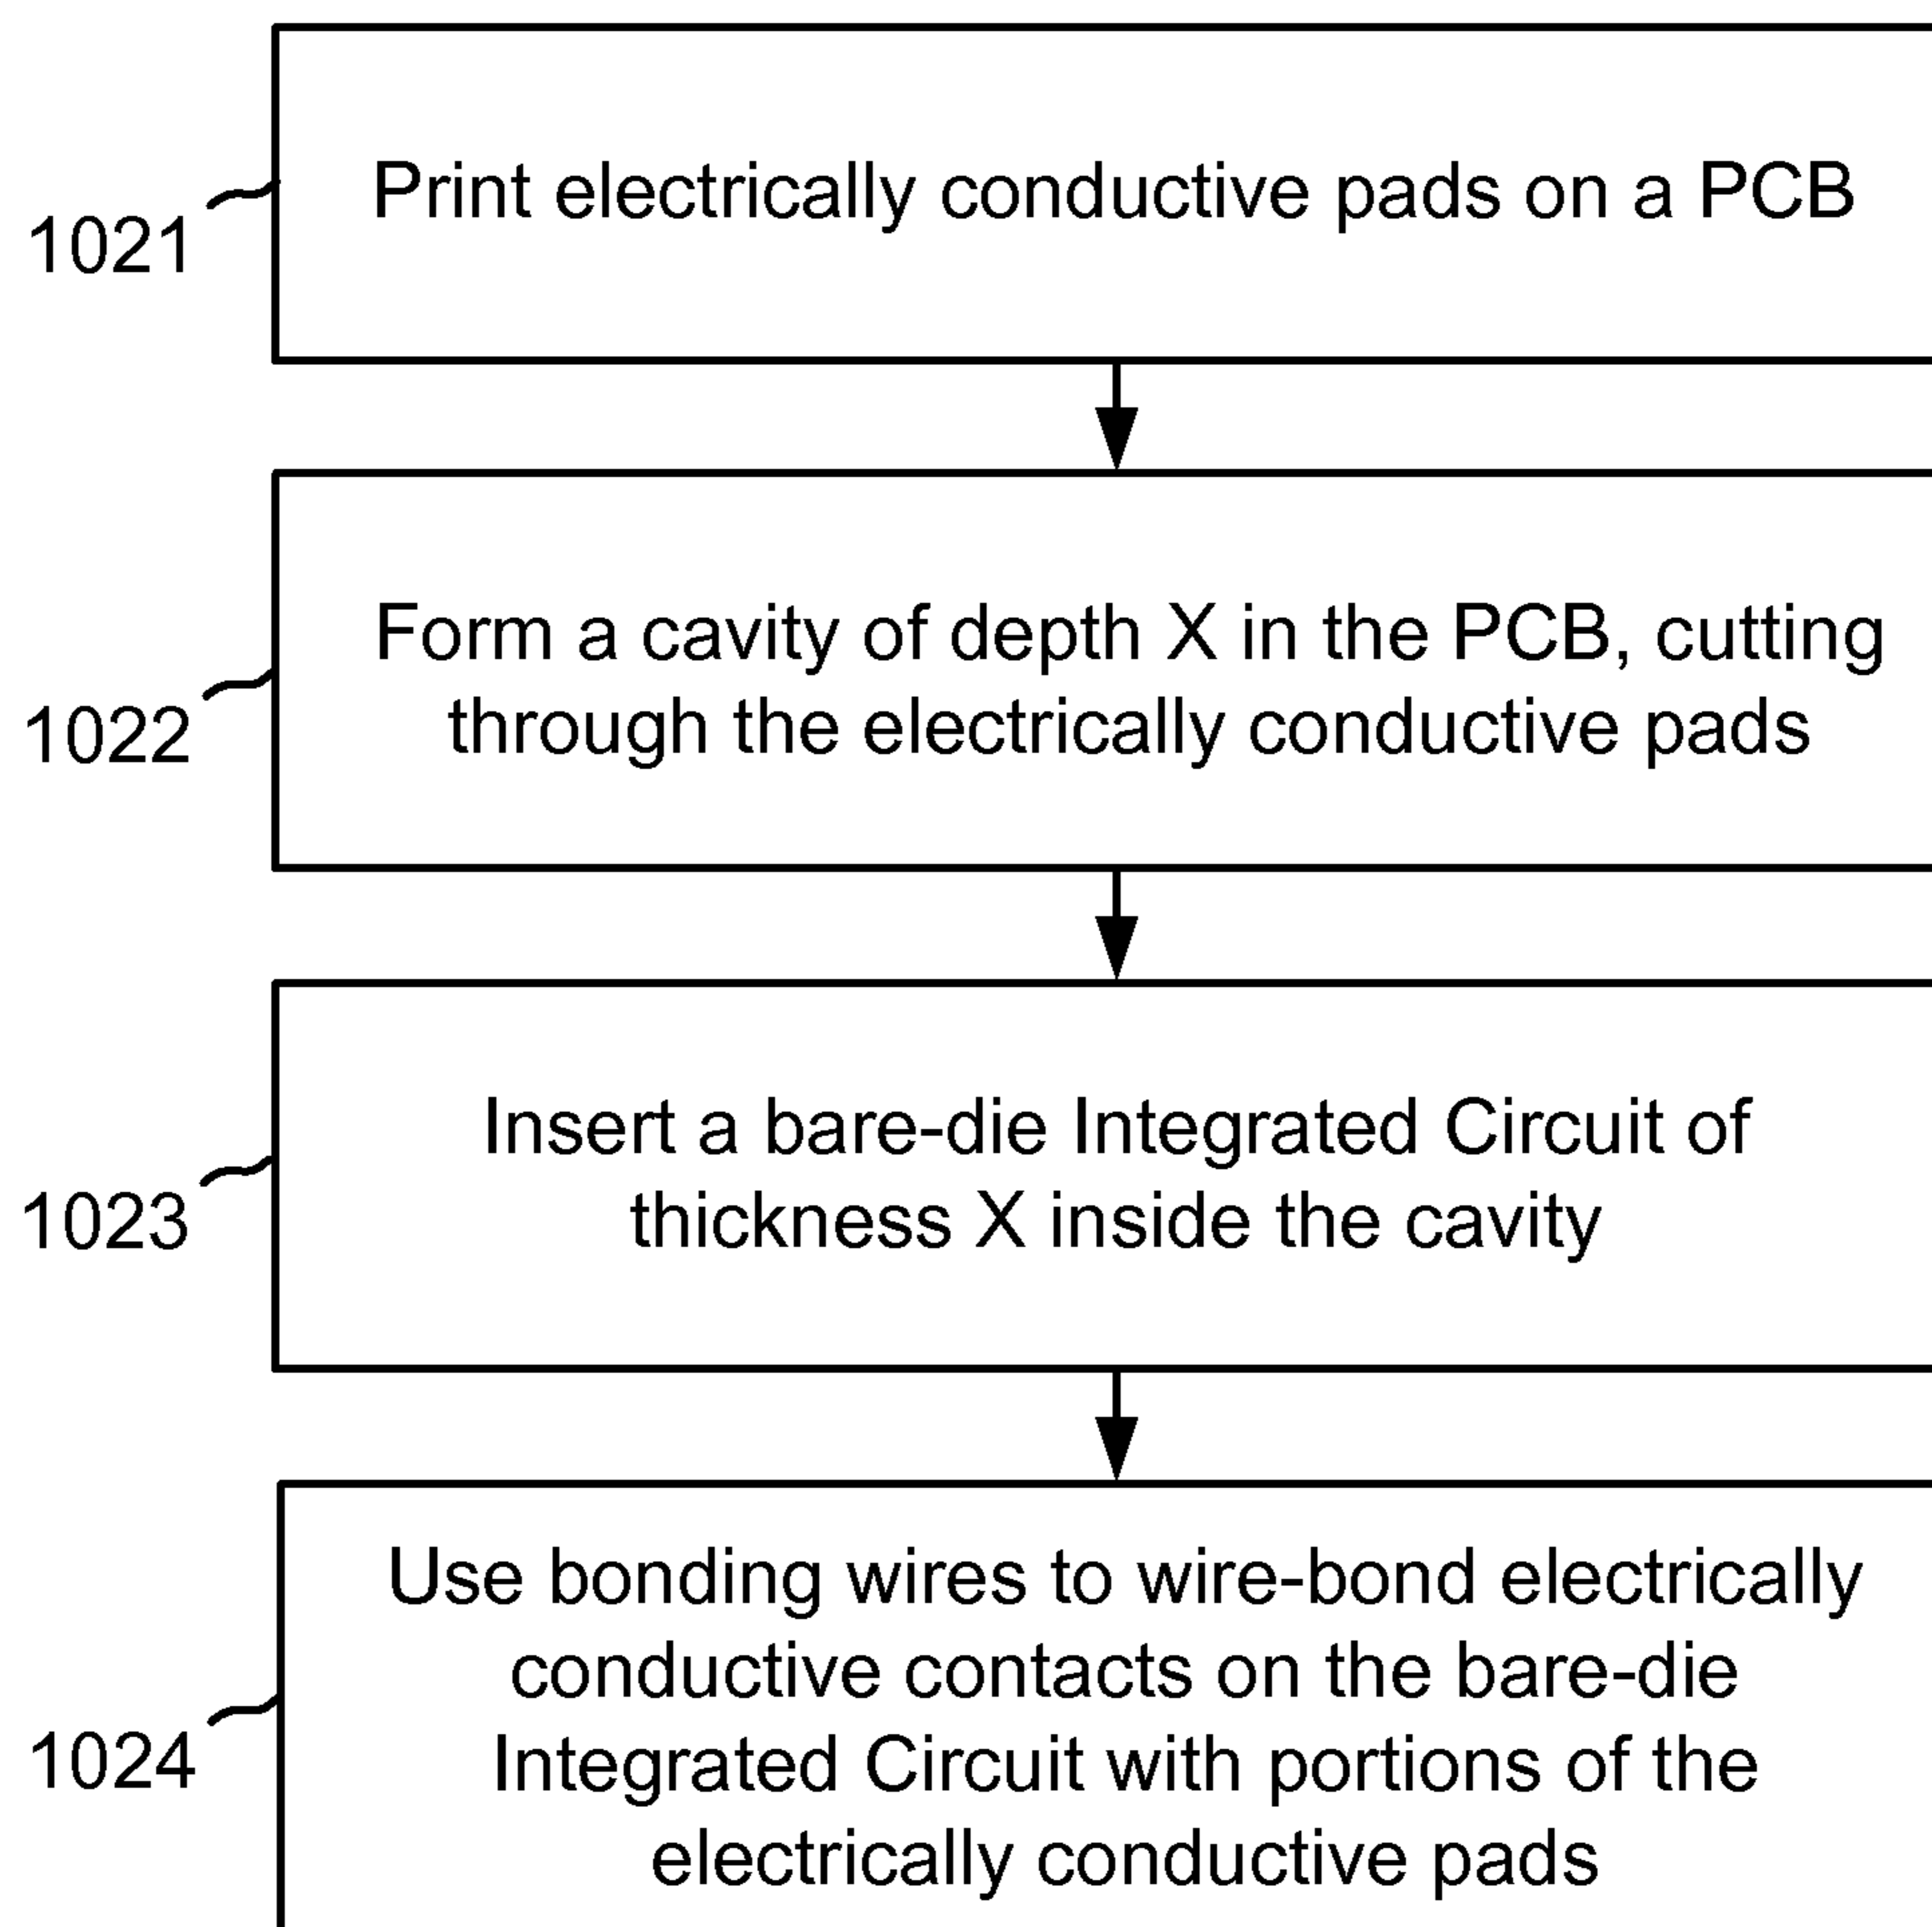 Print electrically conductive pads on a PCB
1021
Form a cavity of depth X in the PCB, cutting
through the electrically conductive pads
1022
Insert a bare-die Integrated Circuit of
thickness X inside the cavity
1023
Use bonding wires to wire-bond electrically
conductive contacts on the bare-die
Integrated Circuit with portions of the
electrically conductive pads
1024